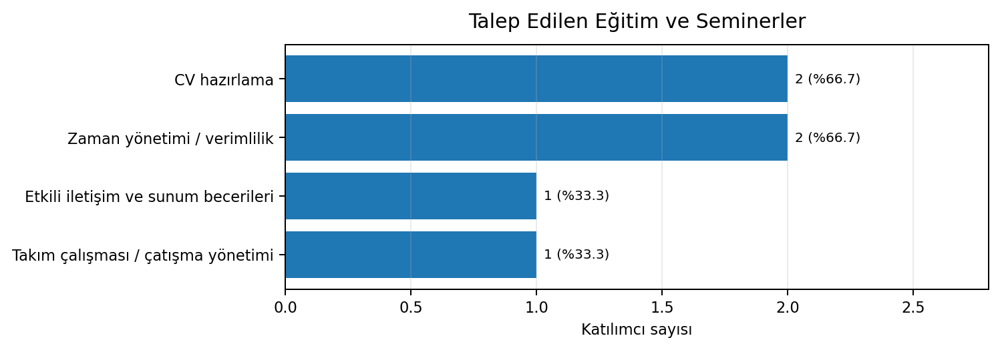 Talep Edilen Eğitim ve Seminerler
CV hazırlama
2 (%66.7)
Zaman yönetimi / verimlilik
2 (%66.7)
Etkili iletişim ve sunum becerileri
1 (%33.3)
Takım çalışması / çatışma yönetimi
1 (%33.3)
0.0 0.5 1.0 1.5 2.0 2.5
Katılımcı sayısı